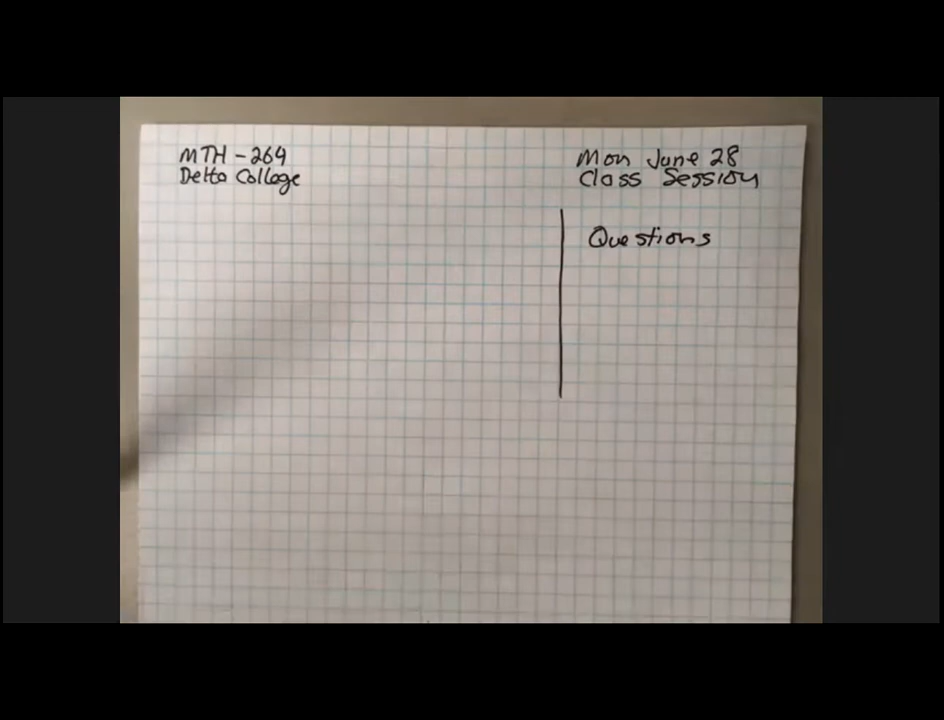 MTH - 264
Delta College
Mon June 28
Class Session
Questions